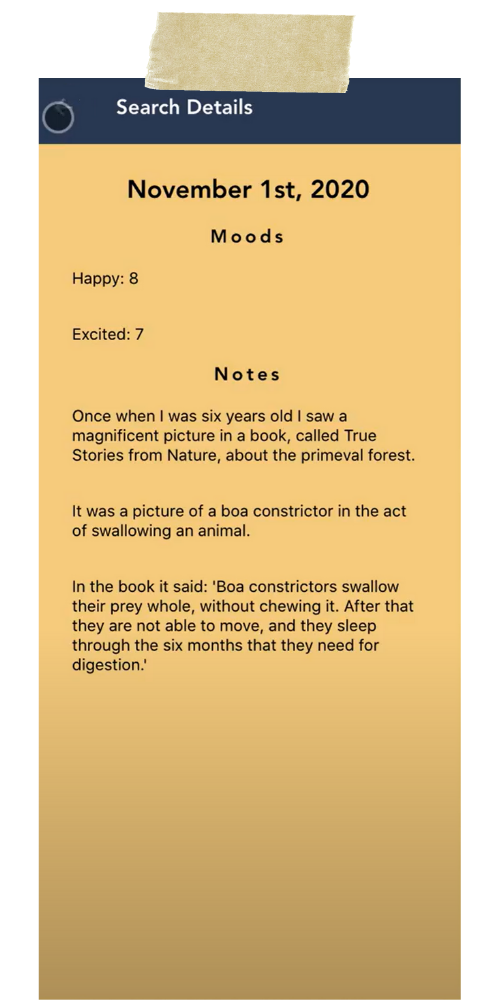 Search Details
November 1st, 2020
Moods
Happy: 8
Excited: 7
Notes
Once when I was six years old I saw a
magnificent picture in a book, called True
Stories from Nature, about the primeval forest.
It was a picture of a boa constrictor in the act
of swallowing an animal.
In the book it said: 'Boa constrictors swallow
their prey whole, without chewing it. After that
they are not able to move, and they sleep
through the six months that they need for
digestion.'